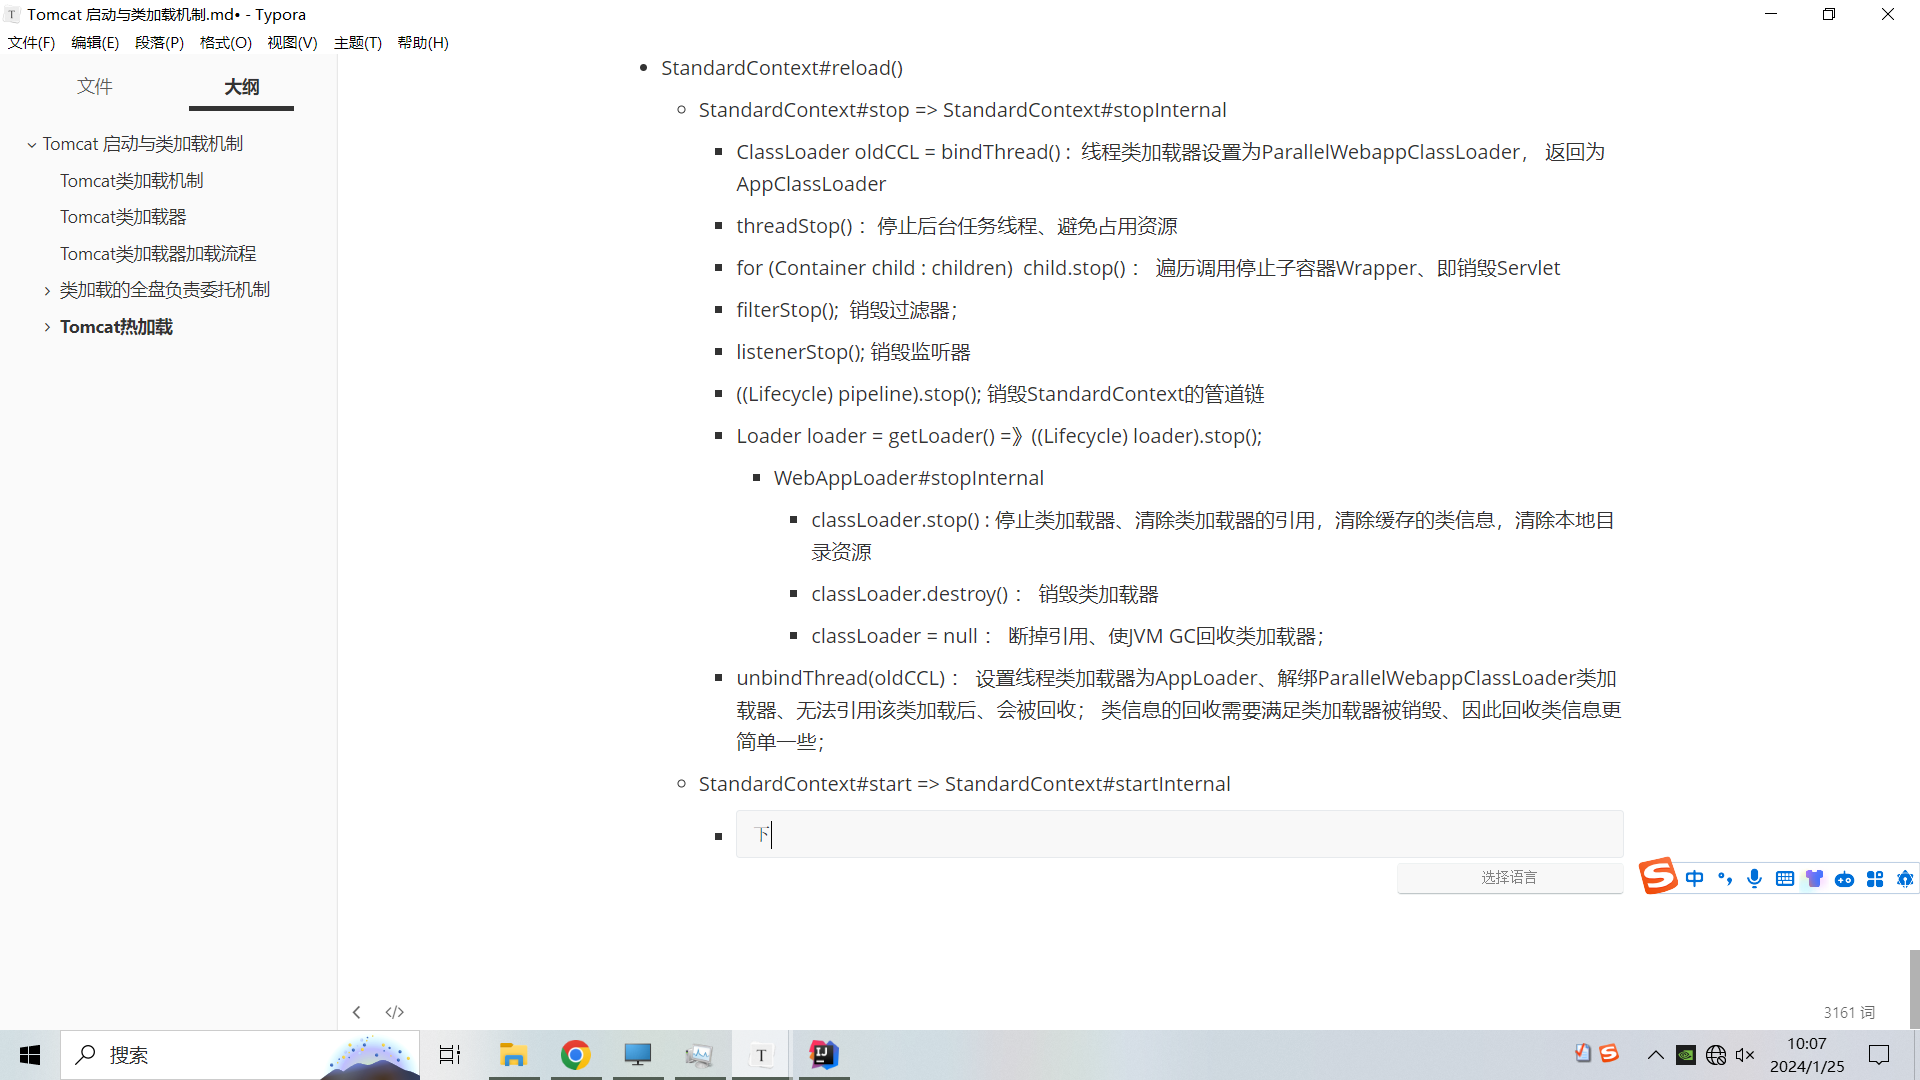 Tomcat 启动与类加载机制.md• - Typora
文件(F) 编辑(E) 段落(P) 格式(O) 视图(V) 主题(T) 帮助(H)
文件 大纲
Tomcat 启动与类加载机制
Tomcat类加载机制
Tomcat类加载器
Tomcat类加载器加载流程
类加载的全盘负责委托机制
Tomcat热加载
StandardContext#reload()
StandardContext#stop => StandardContext#stopInternal
ClassLoader oldCCL = bindThread() : 线程类加载器设置为ParallelWebappClassLoader， 返回为
AppClassLoader
threadStop() ：停止后台任务线程、避免占用资源
for (Container child : children) child.stop() ： 遍历调用停止子容器Wrapper、即销毁Servlet
filterStop(); 销毁过滤器；
listenerStop(); 销毁监听器
((Lifecycle) pipeline).stop(); 销毁StandardContext的管道链
Loader loader = getLoader() =》((Lifecycle) loader).stop();
WebAppLoader#stopInternal
classLoader.stop() : 停止类加载器、清除类加载器的引用，清除缓存的类信息，清除本地目
录资源
classLoader.destroy() ： 销毁类加载器
classLoader = null ： 断掉引用、使JVM GC回收类加载器；
unbindThread(oldCCL) ： 设置线程类加载器为AppLoader、解绑ParallelWebappClassLoader类加
载器、无法引用该类加载后、会被回收； 类信息的回收需要满足类加载器被销毁、因此回收类信息更
简单一些；
StandardContext#start => StandardContext#startInternal
下
选择语言
中
3161 词
搜索
10:07
2024/1/25